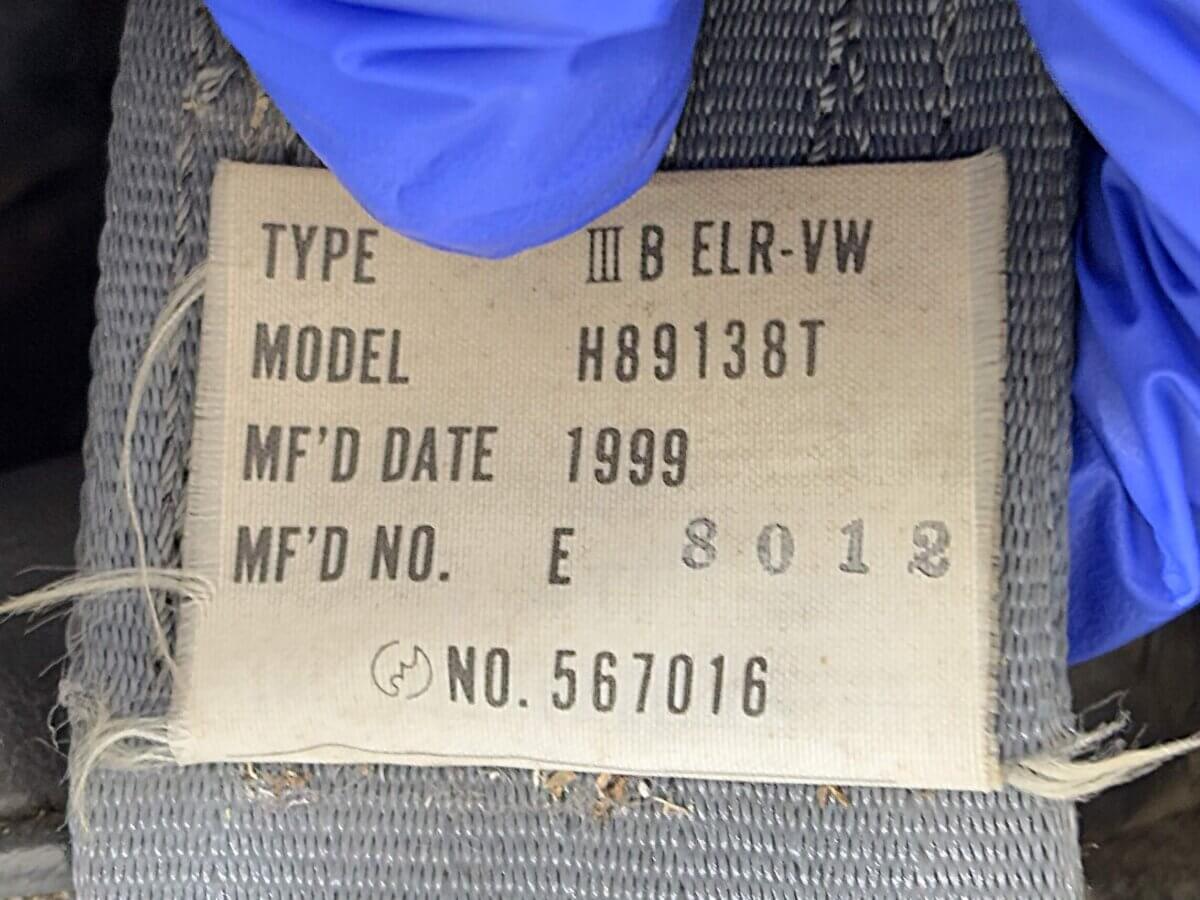 TYPE Ⅲ B ELR-VW
MODEL H89138T
MF'D DATE 1999
MF'D NO. E 8012
NO. 567016